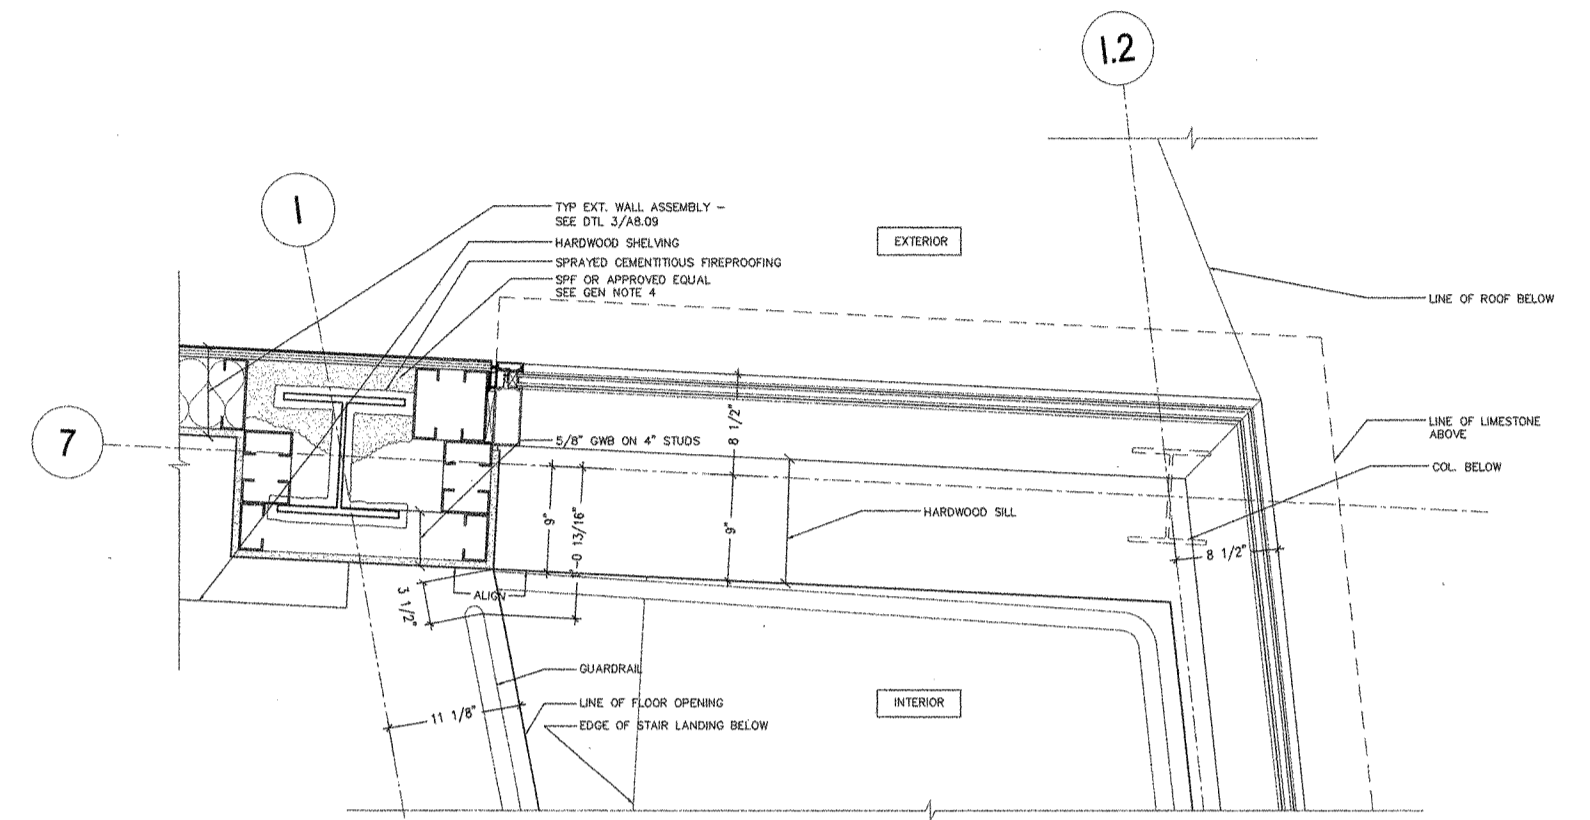 1.2
1
TYP EXT. WALL ASSEMBLY –
SEE DTL 3/A8.09
HARDWOOD SHELVING
SPRAYED CEMENTITIOUS FIREPROOFING
SPF OR APPROVED EQUAL
SEE GEN NOTE 4
EXTERIOR
LINE OF ROOF BELOW
7
8 1/2"
5/8" GWB ON 4" STUDS
LINE OF LIMESTONE
ABOVE
COL. BELOW
9"
-0 13/16"
9"
HARDWOOD SILL
8 1/2"
3 1/2"
ALIGN
GUARDRAIL
11 1/8"
LINE OF FLOOR OPENING
EDGE OF STAIR LANDING BELOW
INTERIOR